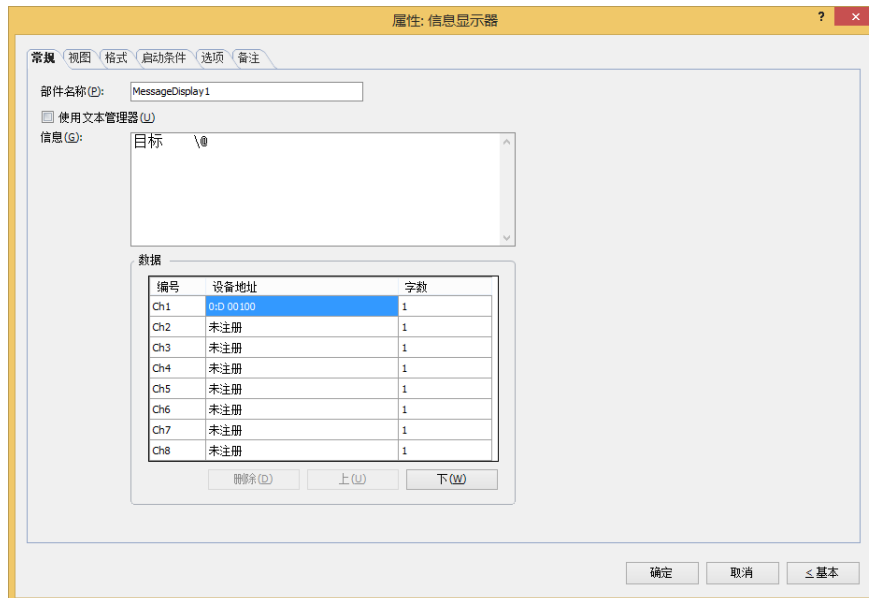 属性: 信息显示器
? ×
常规 视图 格式 启动条件 选项 备注
部件名称(P): MessageDisplay1
使用文本管理器(U)
信息(G): 目标 \@
数据
编号 设备地址 字数
Ch1 0:D 00100 1
Ch2 未注册 1
Ch3 未注册 1
Ch4 未注册 1
Ch5 未注册 1
Ch6 未注册 1
Ch7 未注册 1
Ch8 未注册 1
删除(D) 上(U) 下(W)
确定 取消 ≤基本